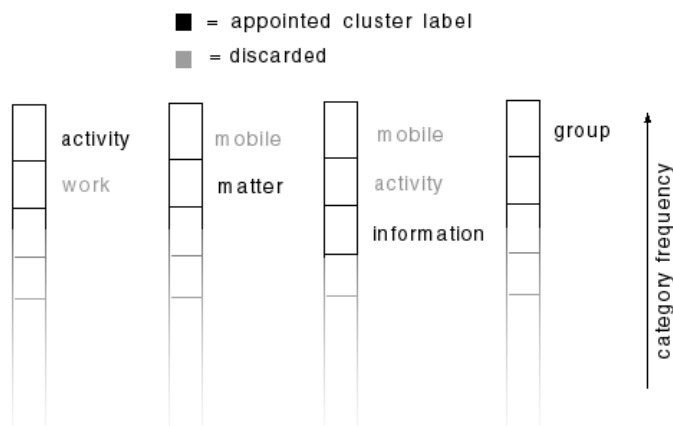 = appointed cluster label
= discarded
activity
mobile
mobile
group
work
matter
activity
information
category frequency